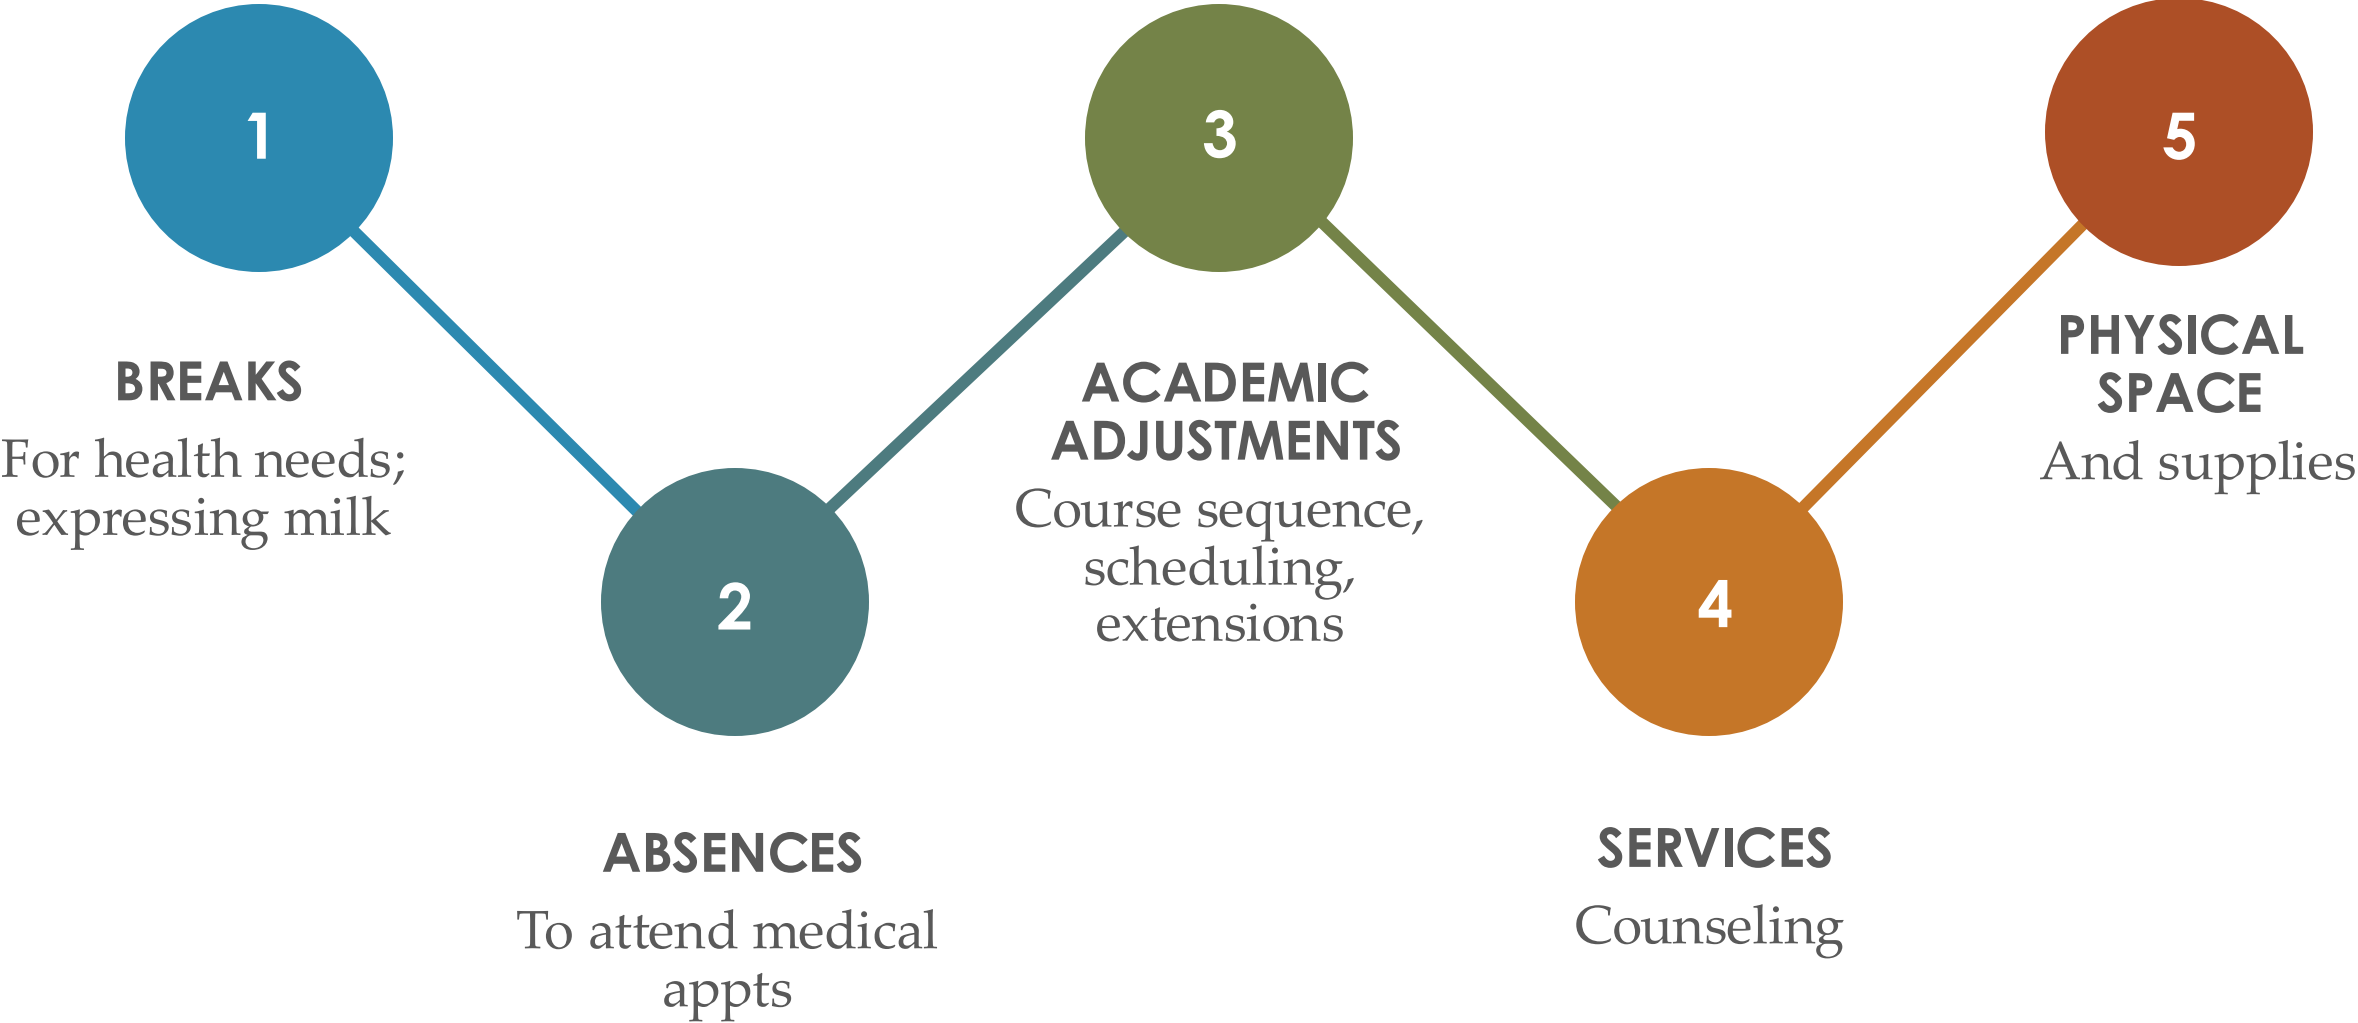 1
BREAKS
For health needs;
expressing milk
2
ABSENCES
To attend medical
appts
3
ACADEMIC
ADJUSTMENTS
Course sequence,
scheduling,
extensions
4
SERVICES
Counseling
5
PHYSICAL
SPACE
And supplies